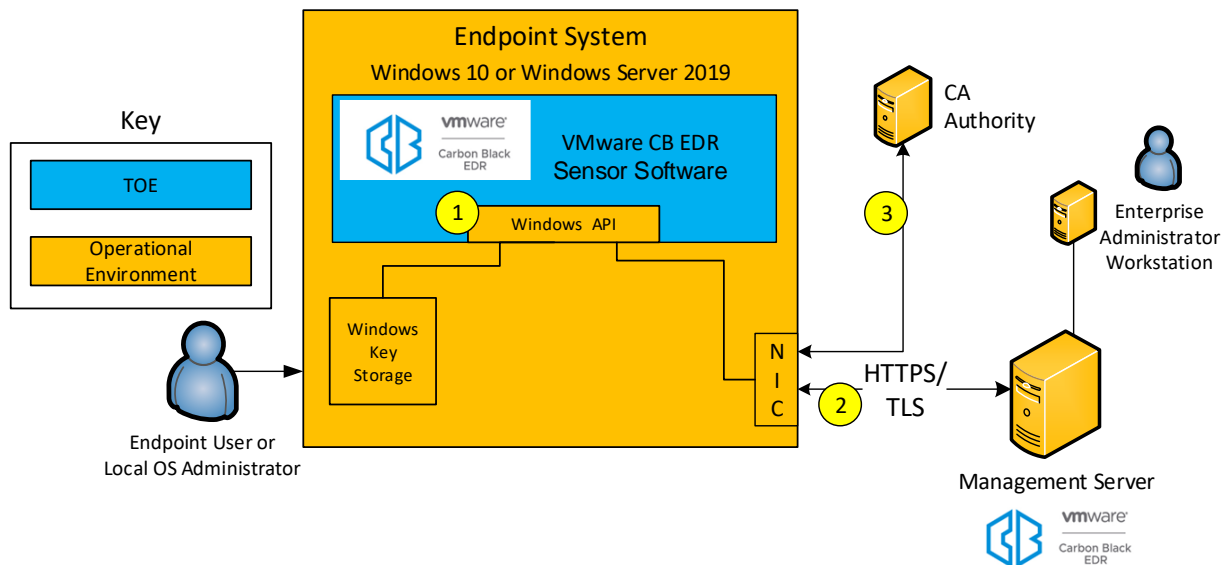 Key
TOE
Operational
Environment
Endpoint System
Windows 10 or Windows Server 2019
vmware®
Carbon Black
EDR
VMware CB EDR
Sensor Software
1
Windows API
Windows
Key
Storage
N
I
C
Endpoint User or
Local OS Administrator
CA
Authority
3
Enterprise
Administrator
Workstation
HTTPS/
TLS
2
Management Server
vmware®
Carbon Black
EDR